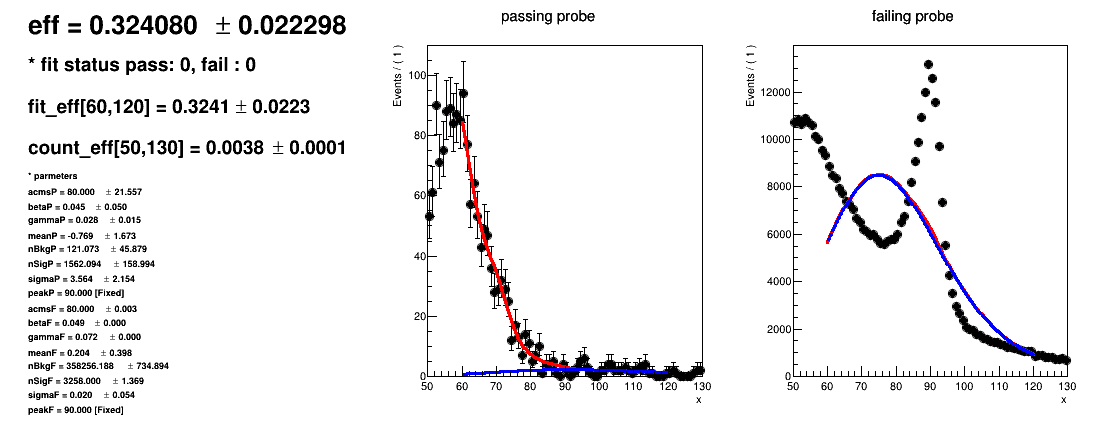 eff = 0.324080 ± 0.022298
* fit status pass: 0, fail : 0
fit_eff[60,120] = 0.3241 ± 0.0223
count_eff[50,130] = 0.0038 ± 0.0001
* parmeters
acmsP = 80.000 ± 21.557
betaP = 0.045 ± 0.050
gammaP = 0.028 ± 0.015
meanP = -0.769 ± 1.673
nBkgP = 121.073 ± 45.879
nSigP = 1562.094 ± 158.994
sigmaP = 3.564 ± 2.154
peakP = 90.000 [Fixed]
acmsF = 80.000 ± 0.003
betaF = 0.049 ± 0.000
gammaF = 0.072 ± 0.000
meanF = 0.204 ± 0.398
nBkgF = 358256.188 ± 734.894
nSigF = 3258.000 ± 1.369
sigmaF = 0.020 ± 0.054
peakF = 90.000 [Fixed]
passing probe
Events / ( 1 )
100
80
60
40
20
0
50 60 70 80 90 100 110 120 130
x
failing probe
Events / ( 1 )
12000
10000
8000
6000
4000
2000
0
50 60 70 80 90 100 110 120 130
x